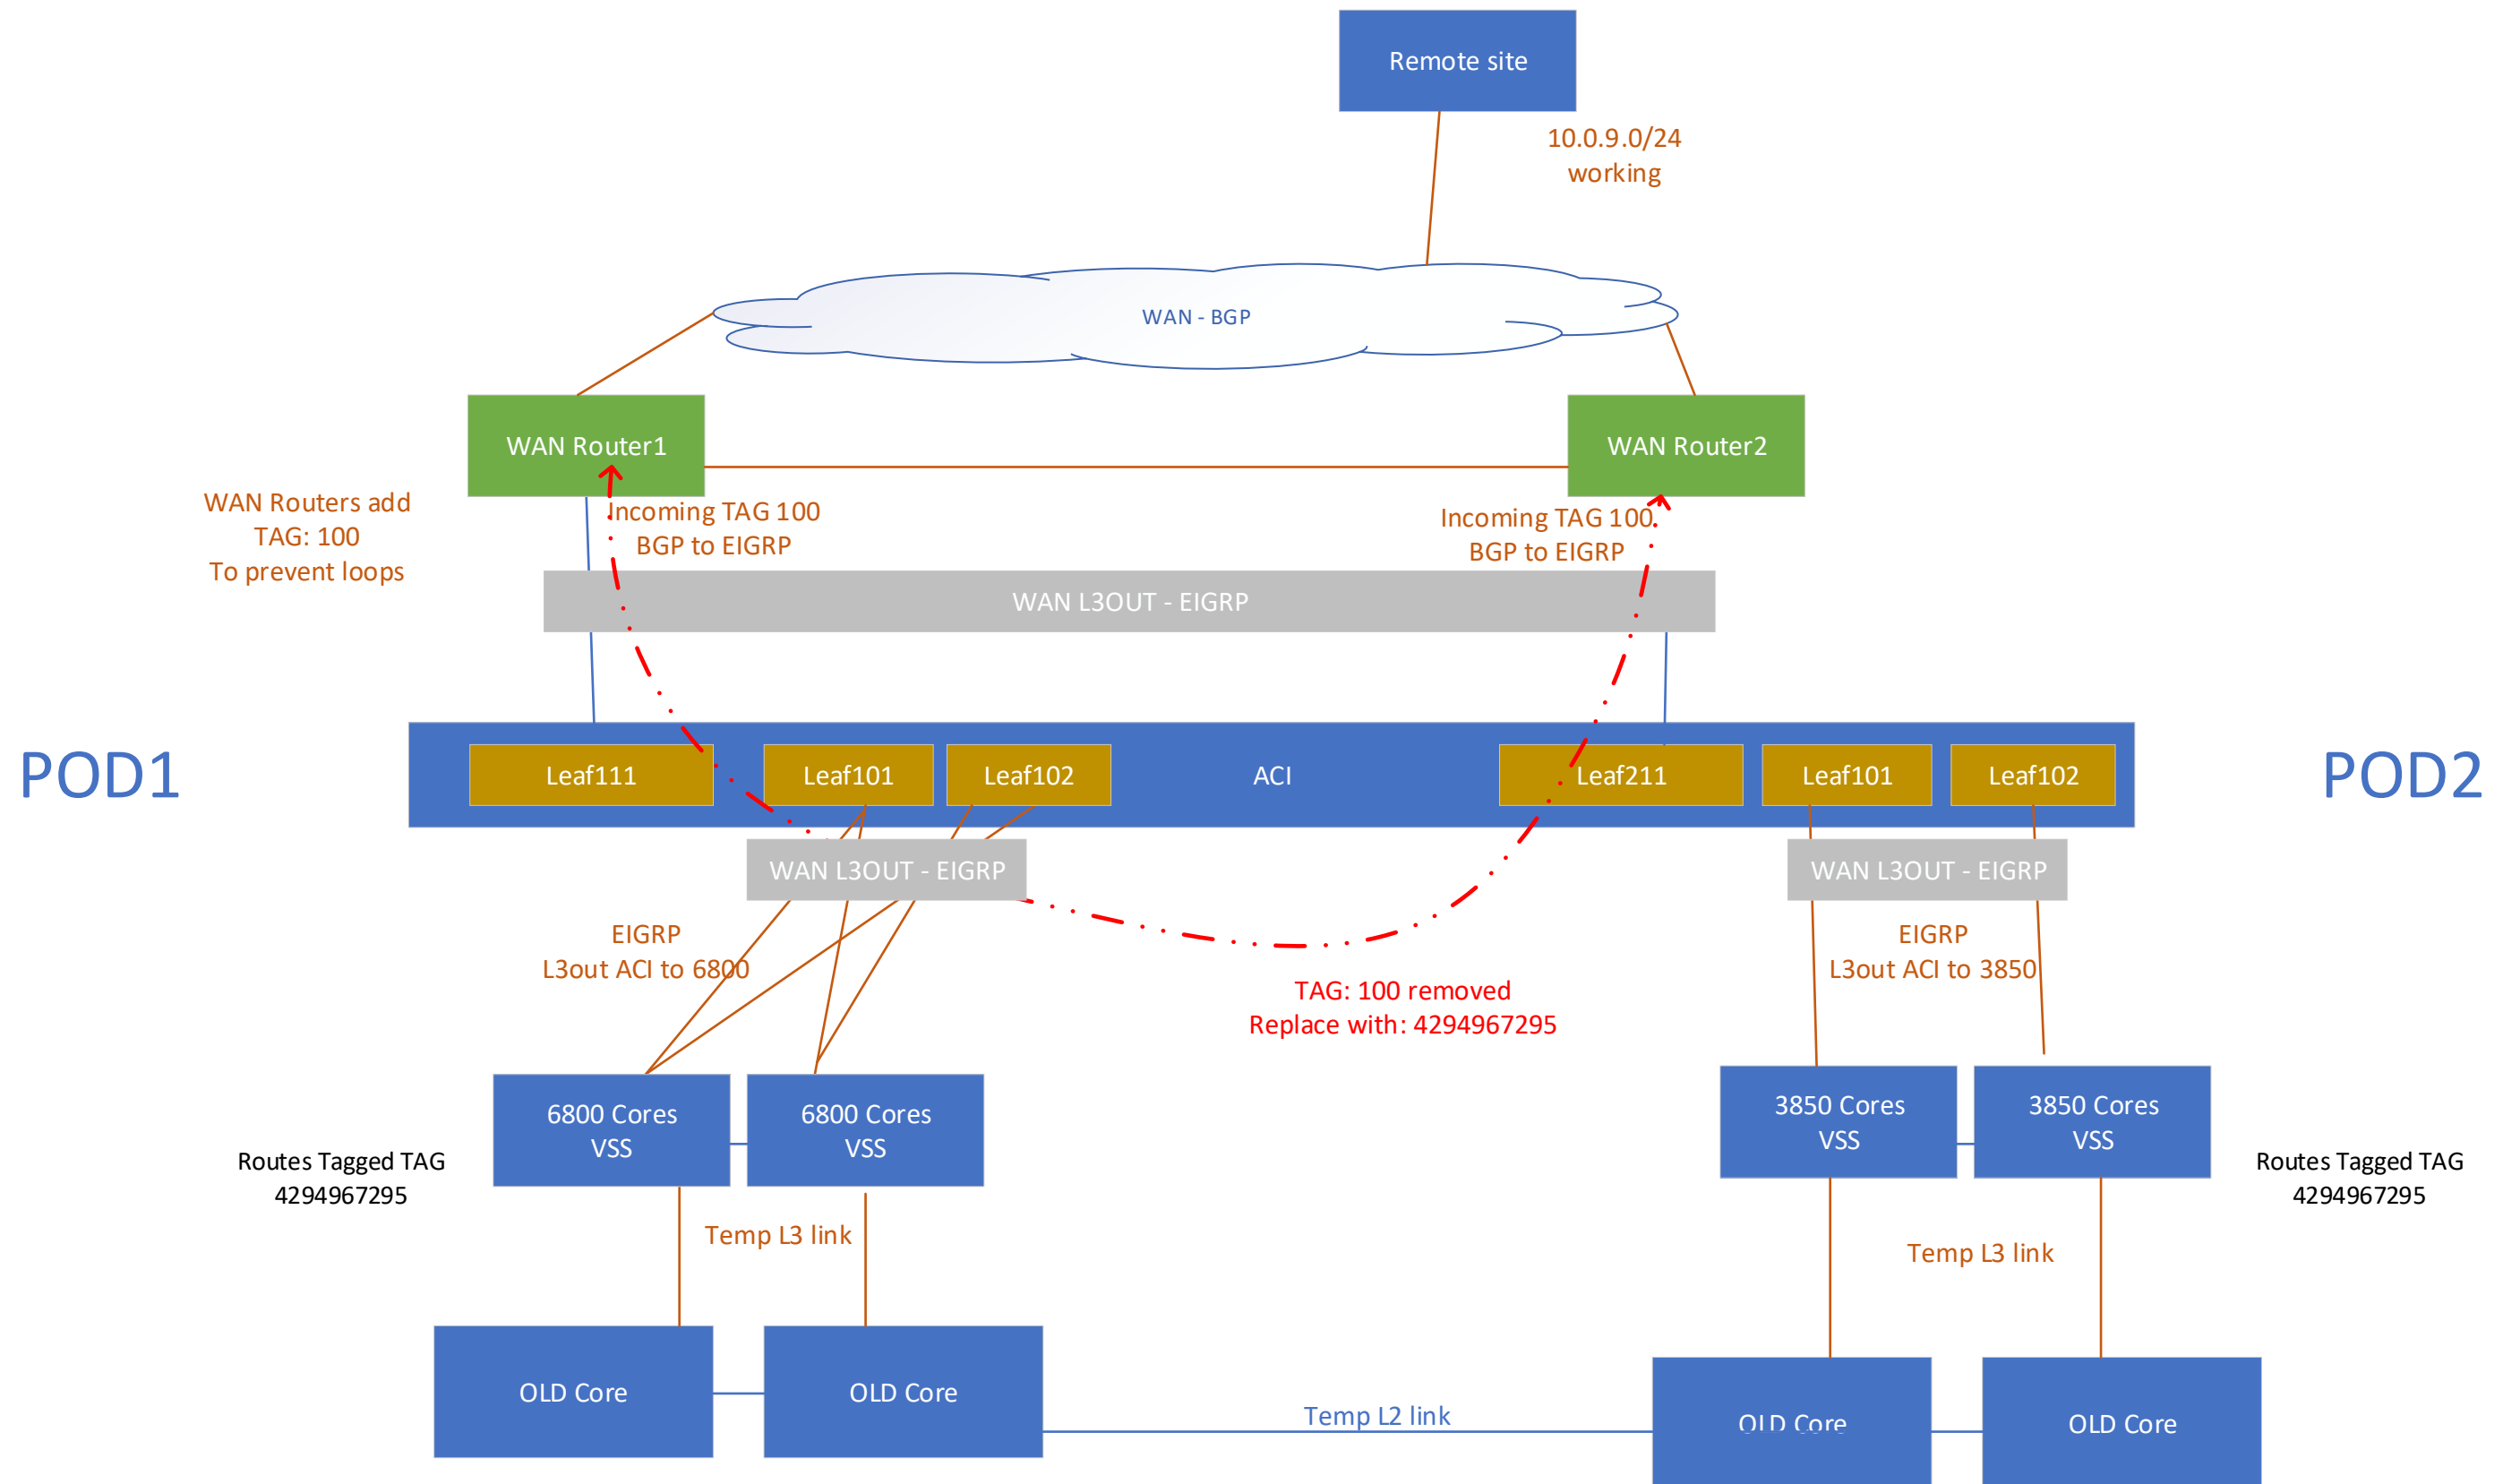 Remote site
10.0.9.0/24
working
WAN - BGP
WAN Router1
WAN Router2
WAN Routers add
TAG: 100
To prevent loops
Incoming TAG 100
BGP to EIGRP
Incoming TAG 100
BGP to EIGRP
WAN L3OUT - EIGRP
POD1
Leaf111
Leaf101
Leaf102
ACI
Leaf211
Leaf101
Leaf102
POD2
WAN L3OUT - EIGRP
WAN L3OUT - EIGRP
EIGRP
L3out ACI to 6800
EIGRP
L3out ACI to 3850
TAG: 100 removed
Replace with: 4294967295
6800 Cores
VSS
6800 Cores
VSS
3850 Cores
VSS
3850 Cores
VSS
Routes Tagged TAG
4294967295
Routes Tagged TAG
4294967295
Temp L3 link
Temp L3 link
OLD Core
OLD Core
Temp L2 link
OLD Core
OLD Core